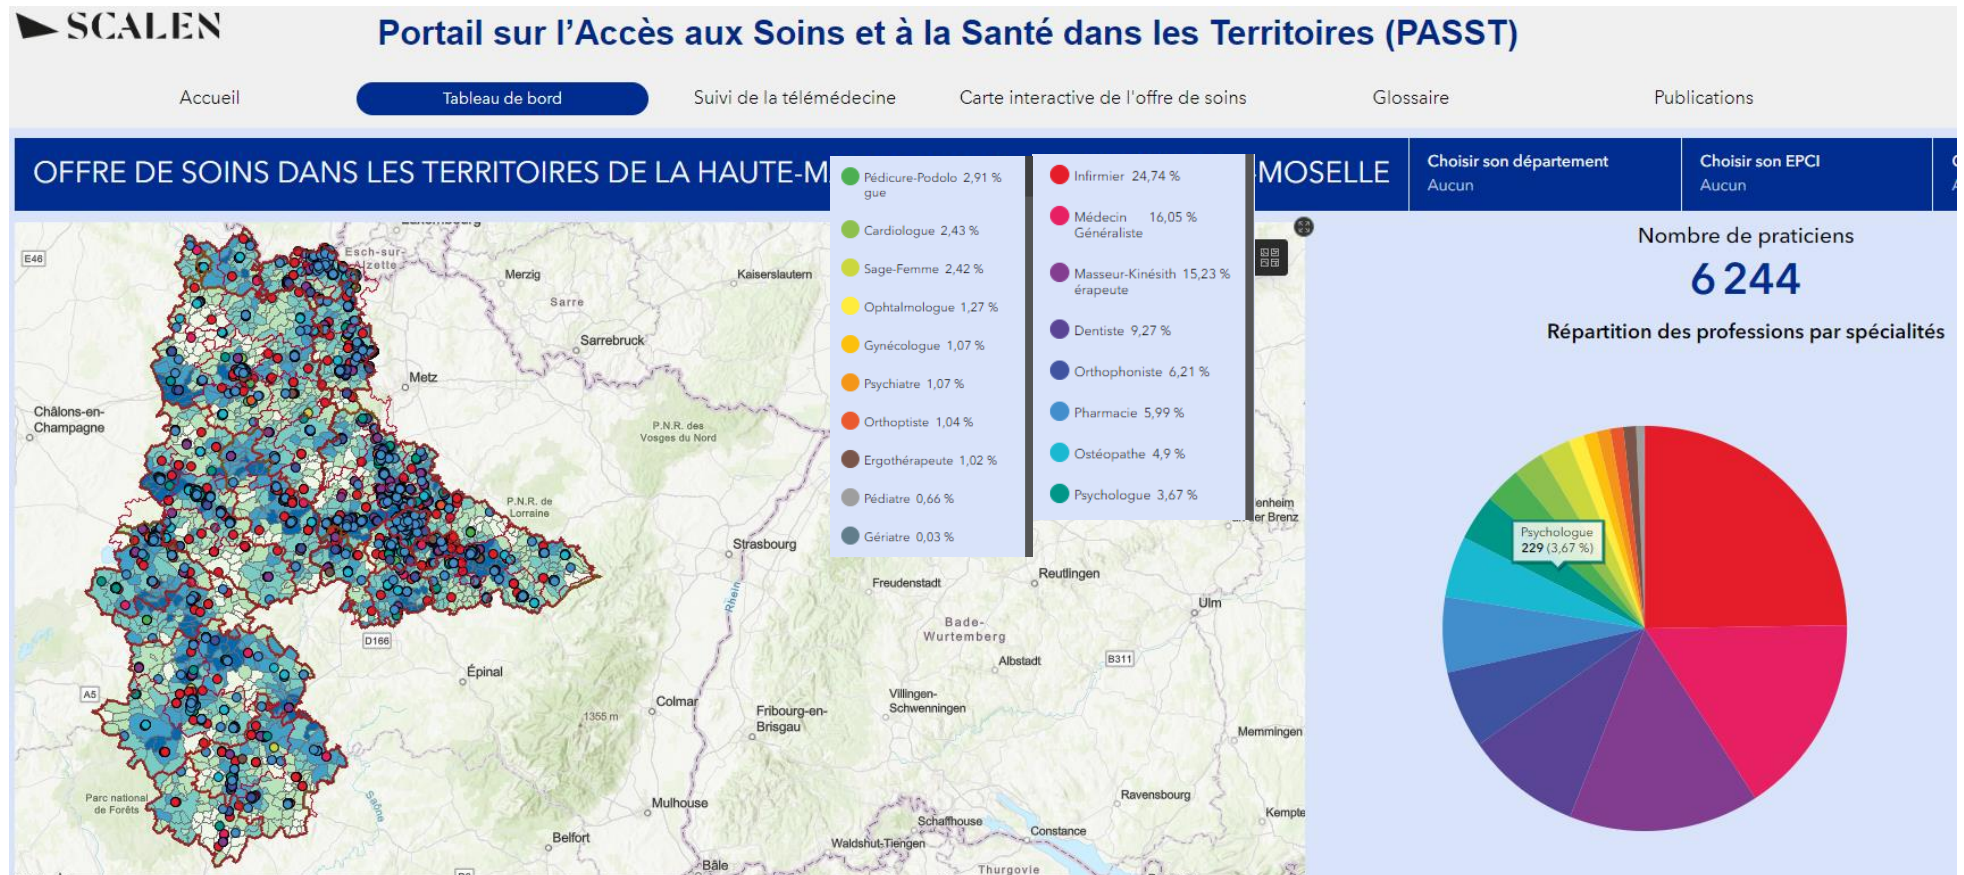 SCALEN
Portail sur l'Accès aux Soins et à la Santé dans les Territoires (PASST)
Accueil
Tableau de bord
Suivi de la télémédecine
Carte interactive de l'offre de soins
Glossaire
Publications
OFFRE DE SOINS DANS LES TERRITOIRES DE LA HAUTE-M
-MOSELLE
Choisir son département
Aucun
Choisir son EPCI
Aucun
Pédicure-Podolo 2,91 %
gue
Cardiologue 2,43 %
Sage-Femme 2,42 %
Ophtalmologue 1,27 %
Gynécologue 1,07 %
Psychiatre 1,07 %
Orthoptiste 1,04 %
Ergothérapeute 1,02 %
Pédiatre 0,66 %
Gériatre 0,03 %
Infirmier 24,74 %
Médecin 16,05 %
Généraliste
Masseur-Kinésith 15,23 %
érapeute
Dentiste 9,27 %
Orthophoniste 6,21 %
Pharmacie 5,99 %
Ostéopathe 4,9 %
Psychologue 3,67 %
Nombre de praticiens
6 244
Répartition des professions par spécialités
Psychologue
229 (3,67 %)
E46
Esch-sur-
Alzette
Merzig
Kaiserslautern
Sarre
Sarrebruck
Metz
Châlons-en-
Champagne
P.N.R. des
Vosges du Nord
P.N.R. de
Lorraine
Strasbourg
enheim
er Brenz
Freudenstadt
Reutlingen
Rhein
Ulm
Bade-
Wurtemberg
D166
Albstadt
B311
Épinal
A5
Villingen-
Schwenningen
Colmar
1355 m
Fribourg-en-
Brisgau
Memmingen
Parc national
de Forêts
Saône
Mulhouse
Ravensbourg
Kempte
Schaffhouse
Constance
Belfort
Waldshut-Tiengen
Bâle
Thurgovie